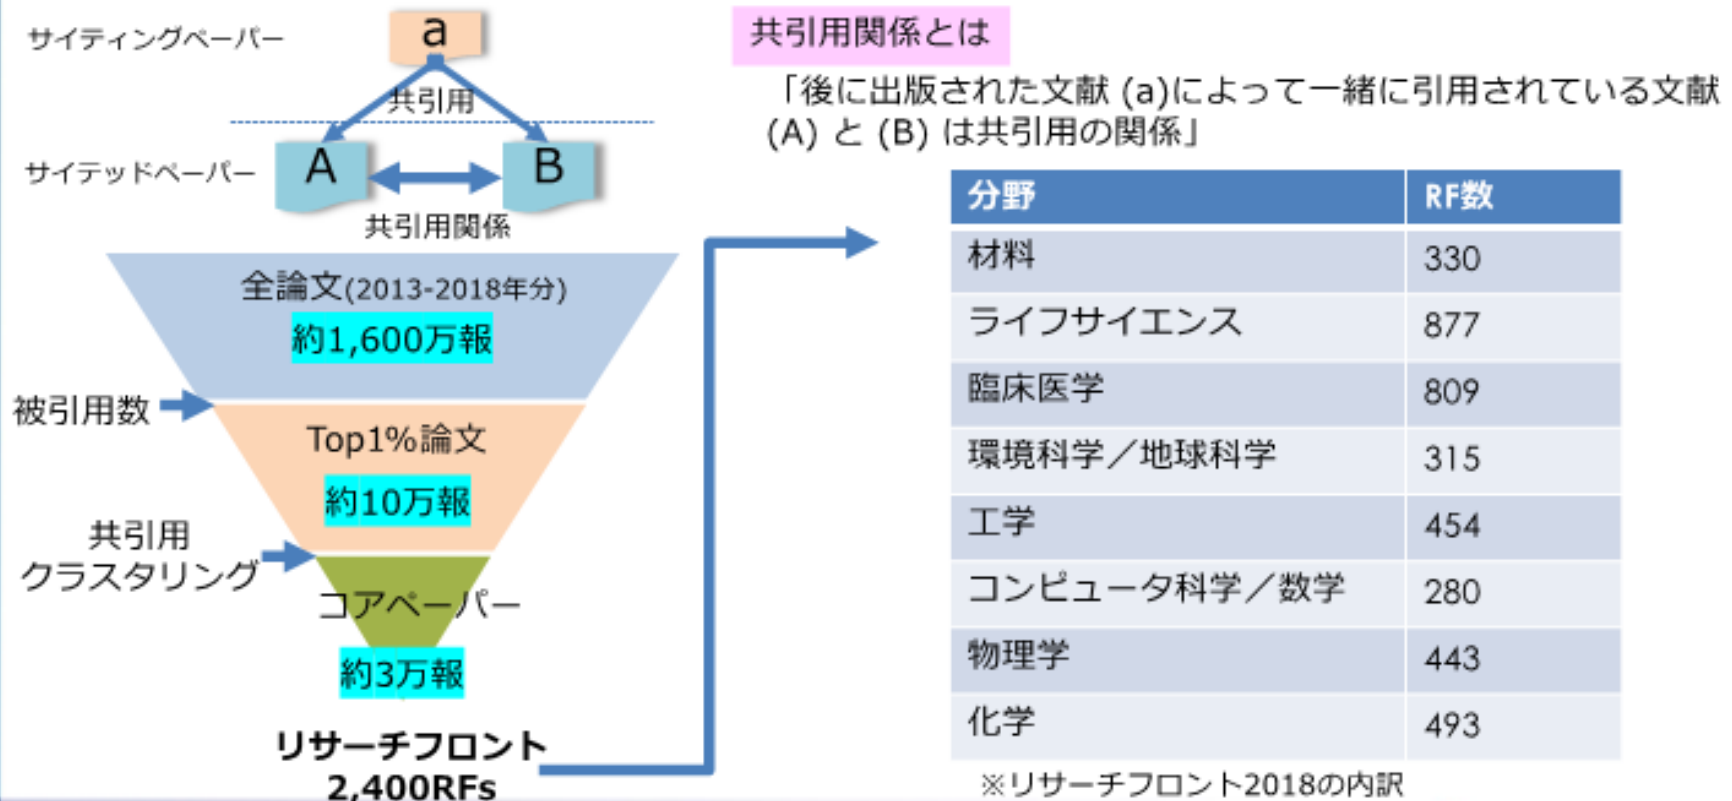 サイティングペーパー
a
共引用
サイテッドペーパー
A
B
共引用関係
全論文(2013-2018年分)
約1,600万報
被引用数
Top1%論文
約10万報
共引用
クラスタリング
コアペーパー
約3万報
リサーチフロント
2,400RFs
共引用関係とは
「後に出版された文献 (a)によって一緒に引用されている文献
(A) と (B) は共引用の関係」
分野 RF数
材料 330
ライフサイエンス 877
臨床医学 809
環境科学／地球科学 315
工学 454
コンピュータ科学／数学 280
物理学 443
化学 493
※リサーチフロント2018の内訳